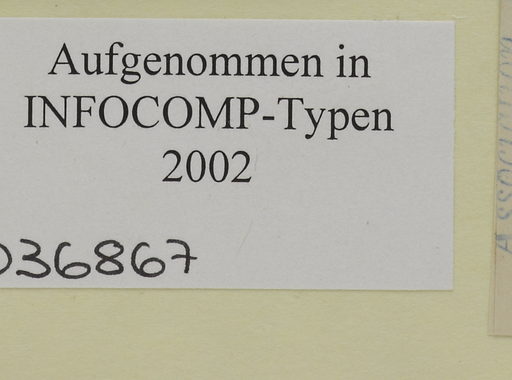 Aufgenommen in
INFOCOMP-Typen
2002
036867